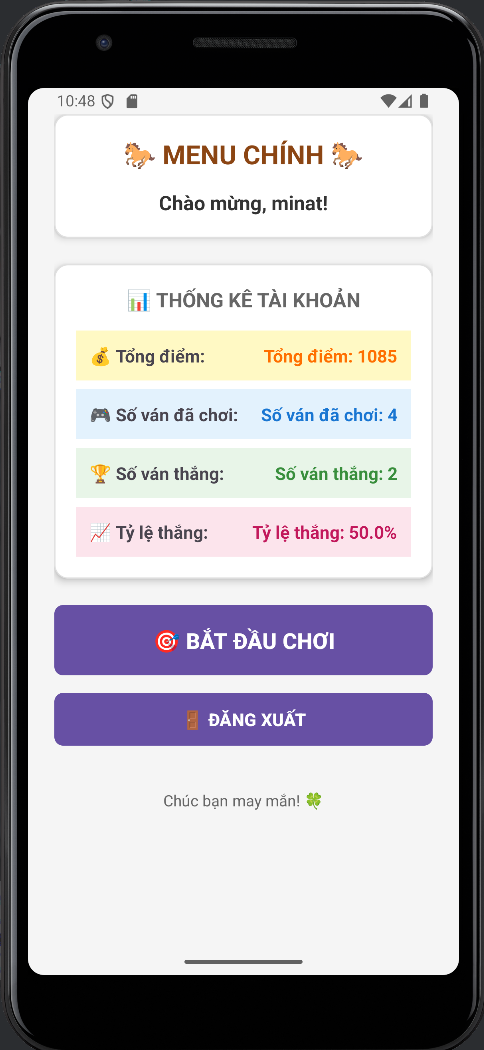 10:48
🐎 MENU CHÍNH 🐎
Chào mừng, minat!
📊 THỐNG KÊ TÀI KHOẢN
💰 Tổng điểm: Tổng điểm: 1085
🎮 Số ván đã chơi: Số ván đã chơi: 4
🏆 Số ván thắng: Số ván thắng: 2
📈 Tỷ lệ thắng: Tỷ lệ thắng: 50.0%
🎯 BẮT ĐẦU CHƠI
🚪 ĐĂNG XUẤT
Chúc bạn may mắn! 🍀